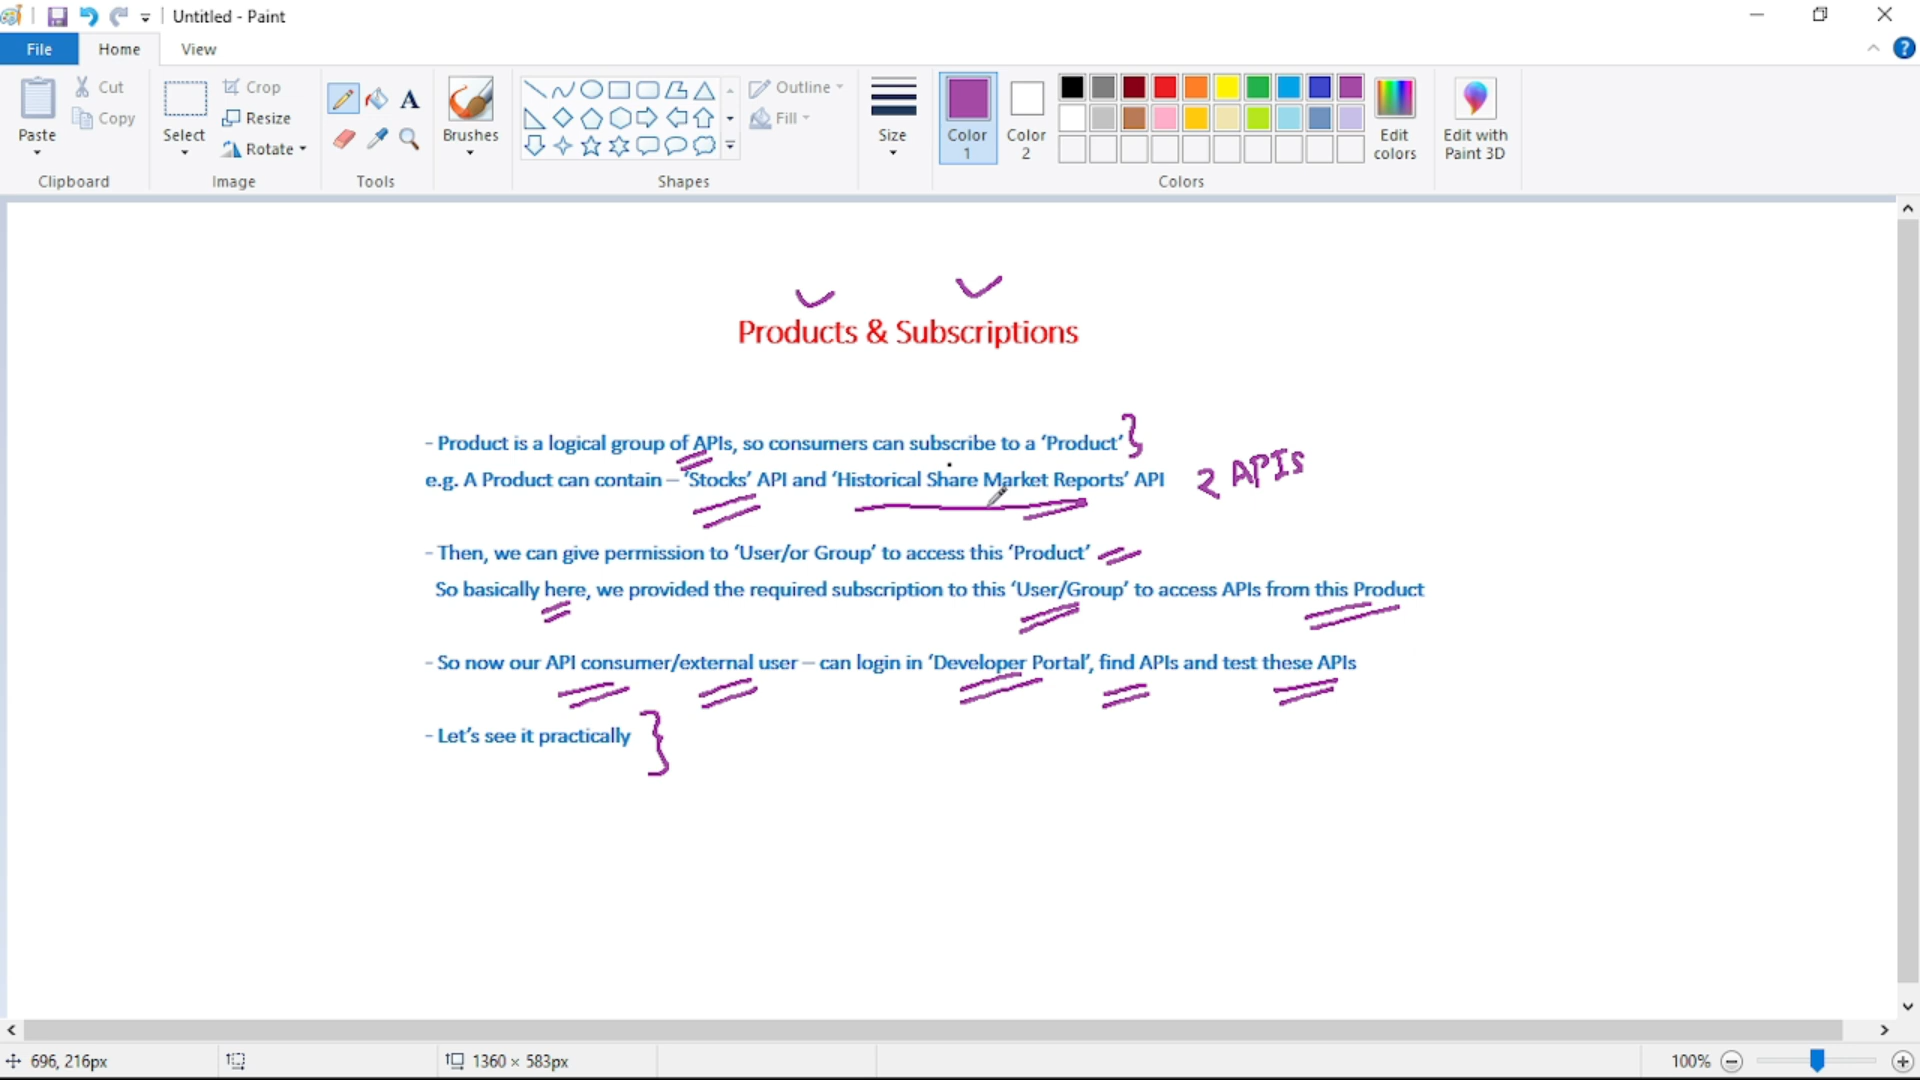 Untitled - Paint
File Home View
Paste
Cut
Copy
Clipboard
Select
Crop
Resize
Rotate
Image
Tools
Brushes
Outline
Fill
Shapes
Size
Color 1
Color 2
Edit colors
Colors
Edit with Paint 3D
Products & Subscriptions
- Product is a logical group of APIs, so consumers can subscribe to a ‘Product’
e.g. A Product can contain – ‘Stocks’ API and ‘Historical Share Market Reports’ API
2 APIs
- Then, we can give permission to ‘User/or Group’ to access this ‘Product’
So basically here, we provided the required subscription to this ‘User/Group’ to access APIs from this Product
- So now our API consumer/external user – can login in ‘Developer Portal’, find APIs and test these APIs
- Let’s see it practically
696, 216px
1360 × 583px
100%